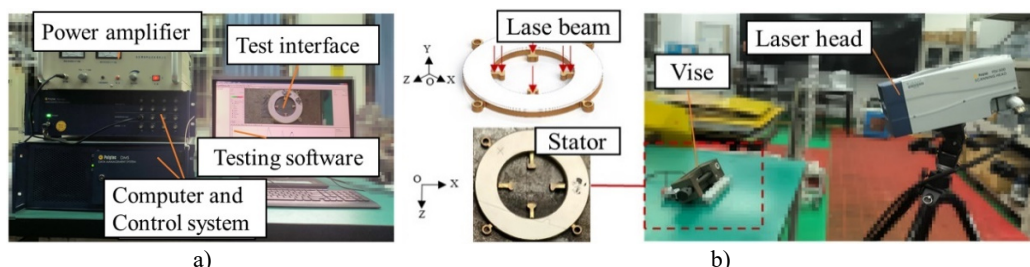 Power amplifier
Test interface
Testing software
Computer and
Control system
a)
Lase beam
Y
Z O X
Stator
O X
Z
Laser head
Vise
b)